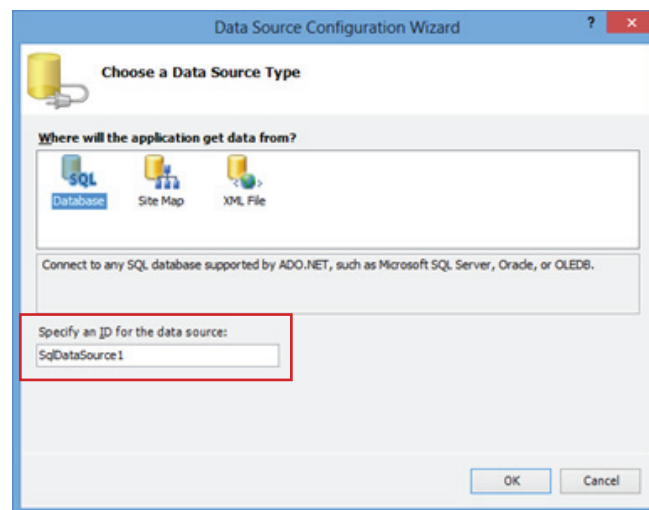 Data Source Configuration Wizard
?
×
Choose a Data Source Type
Where will the application get data from?
SQL
Database
Site Map
XML File
Connect to any SQL database supported by ADO.NET, such as Microsoft SQL Server, Oracle, or OLEDB.
Specify an ID for the data source:
SqlDataSource1
OK
Cancel